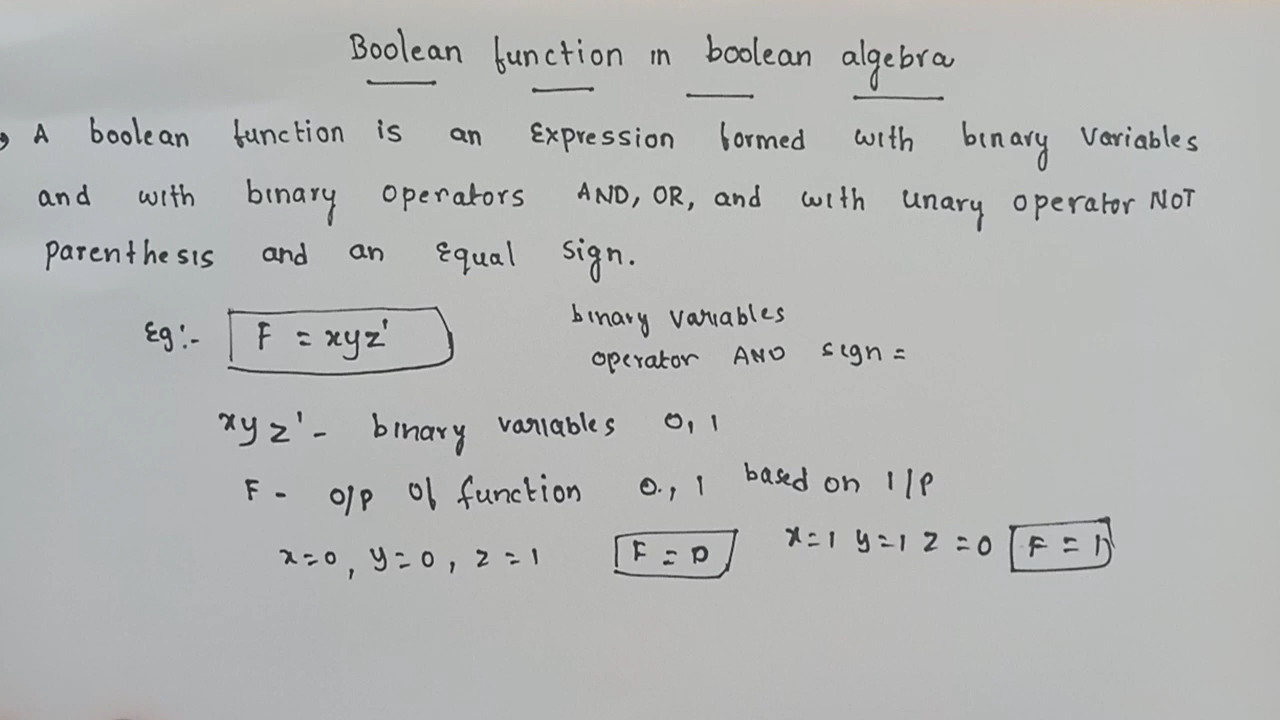 Boolean function in boolean algebra
A boolean function is an Expression formed with binary Variables
and with binary operators AND, OR, and with unary operator NOT
parenthesis and an Equal sign.
Eg:- F = xyz' binary variables
operator AND sign =
xyz' - binary variables 0, 1
F - o/p of function 0, 1 based on I/p
x=0, y=0, z=1 F = 0 x=1 y=1 z=0 F = 1